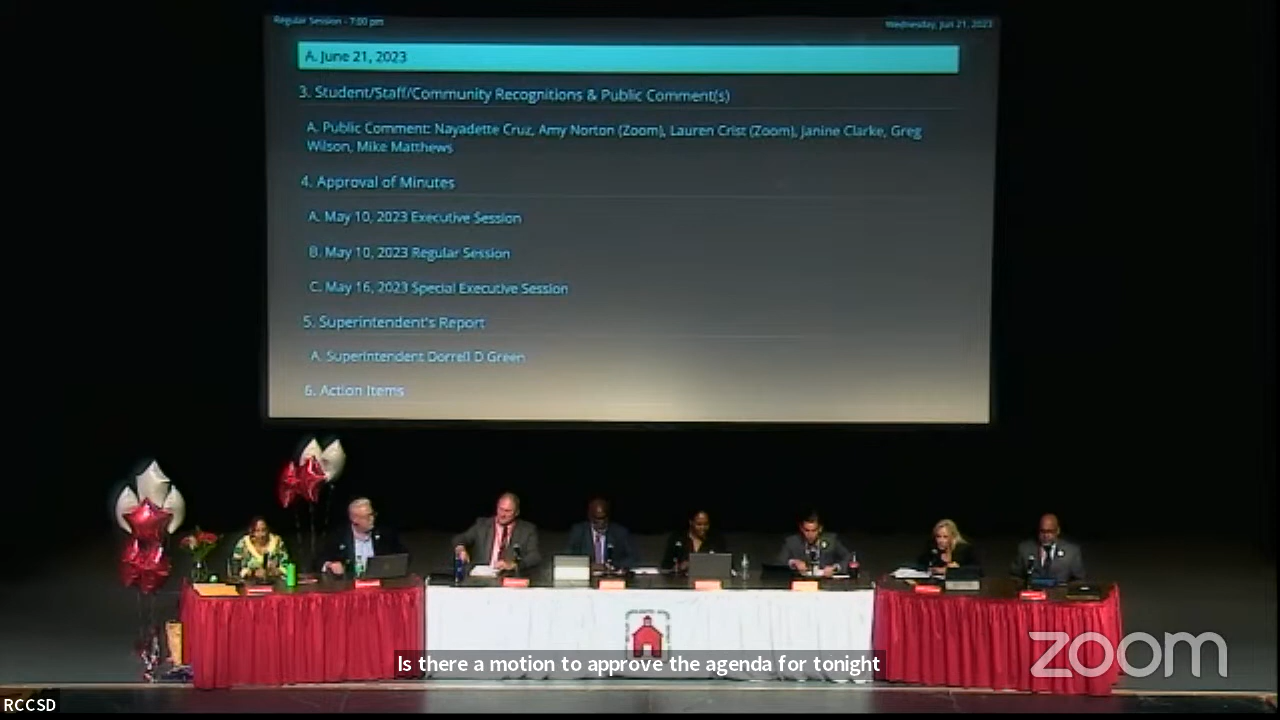 Regular Session - 7:00 pm
Wednesday, Jun 21, 2023
A. June 21, 2023
3. Student/Staff/Community Recognitions & Public Comment(s)
A. Public Comment: Nayadette Cruz, Amy Norton (Zoom), Lauren Crist (Zoom), Janine Clarke, Greg
Wilson, Mike Matthews
4. Approval of Minutes
A. May 10, 2023 Executive Session
B. May 10, 2023 Regular Session
C. May 16, 2023 Special Executive Session
5. Superintendent's Report
A. Superintendent Dorrell D Green
6. Action Items
Is there a motion to approve the agenda for tonight
zoom
RCCSD